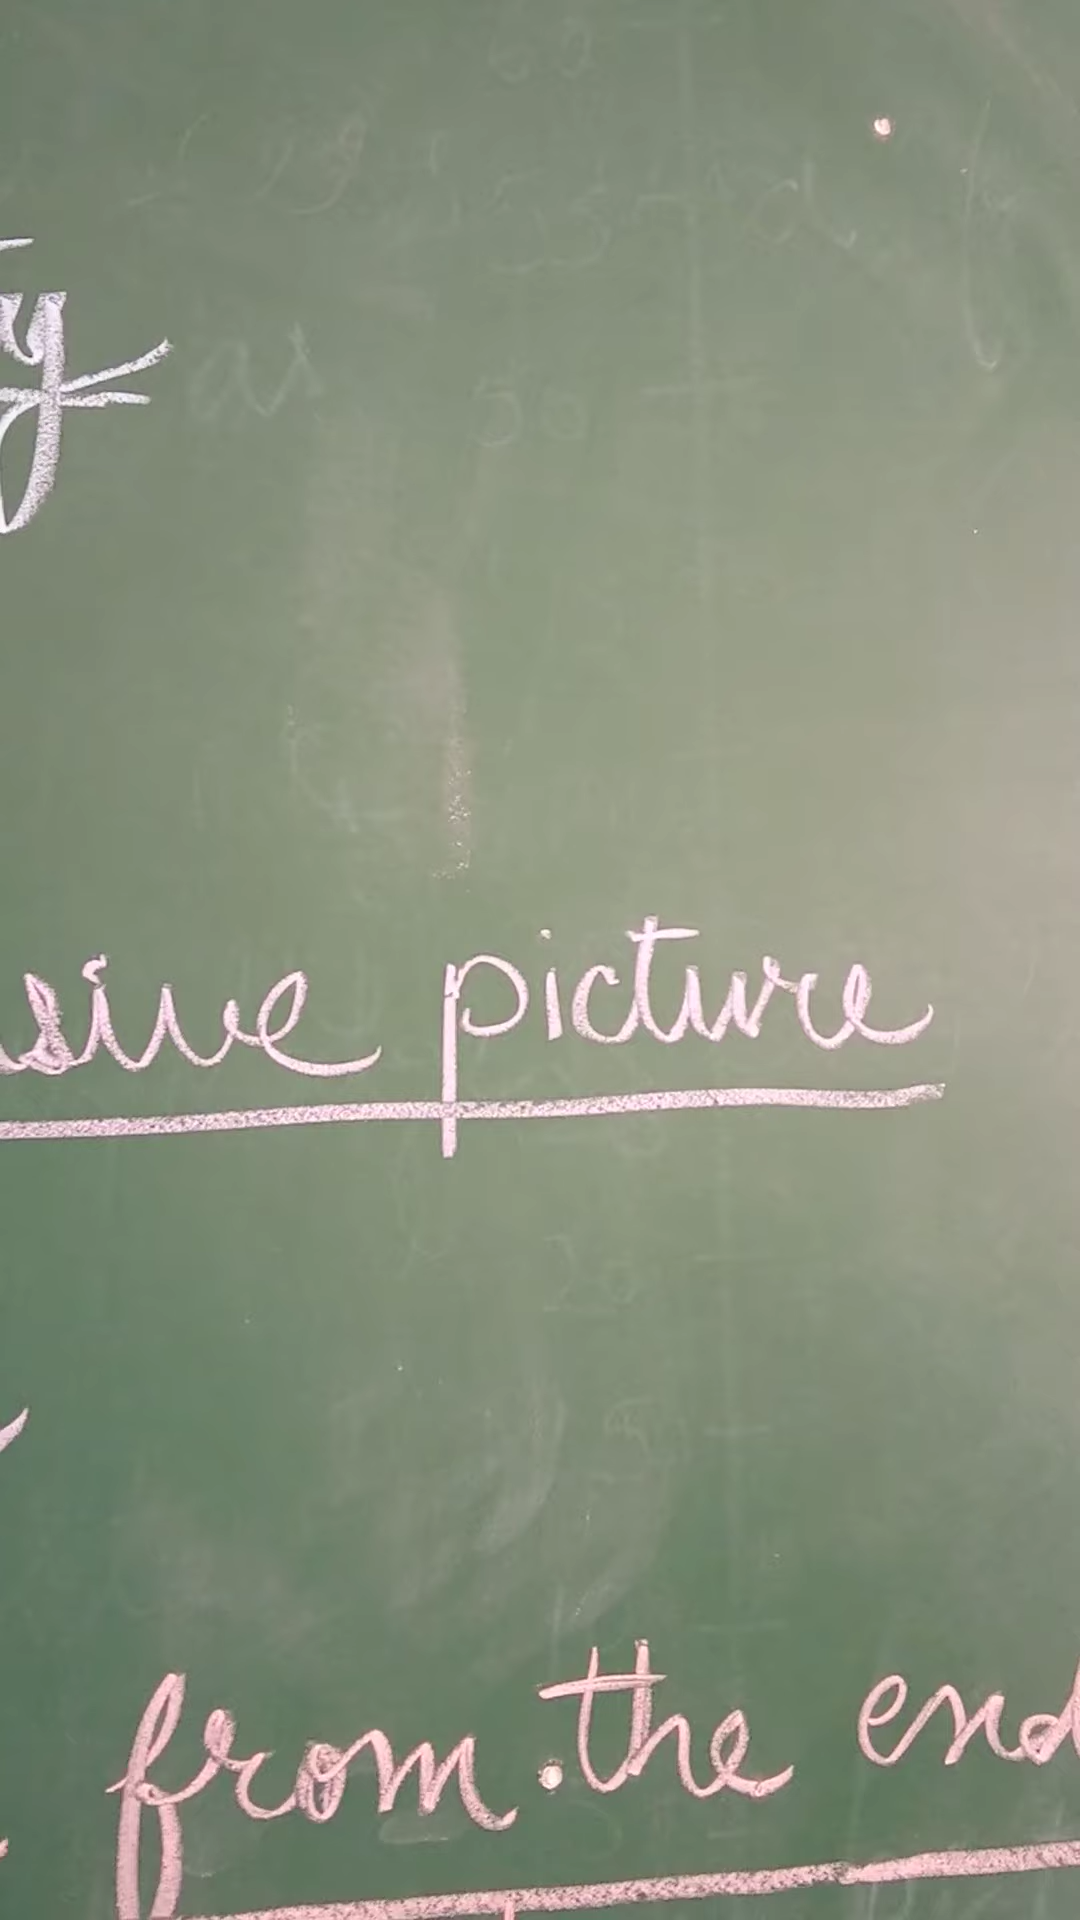 y
sive picture
from the end